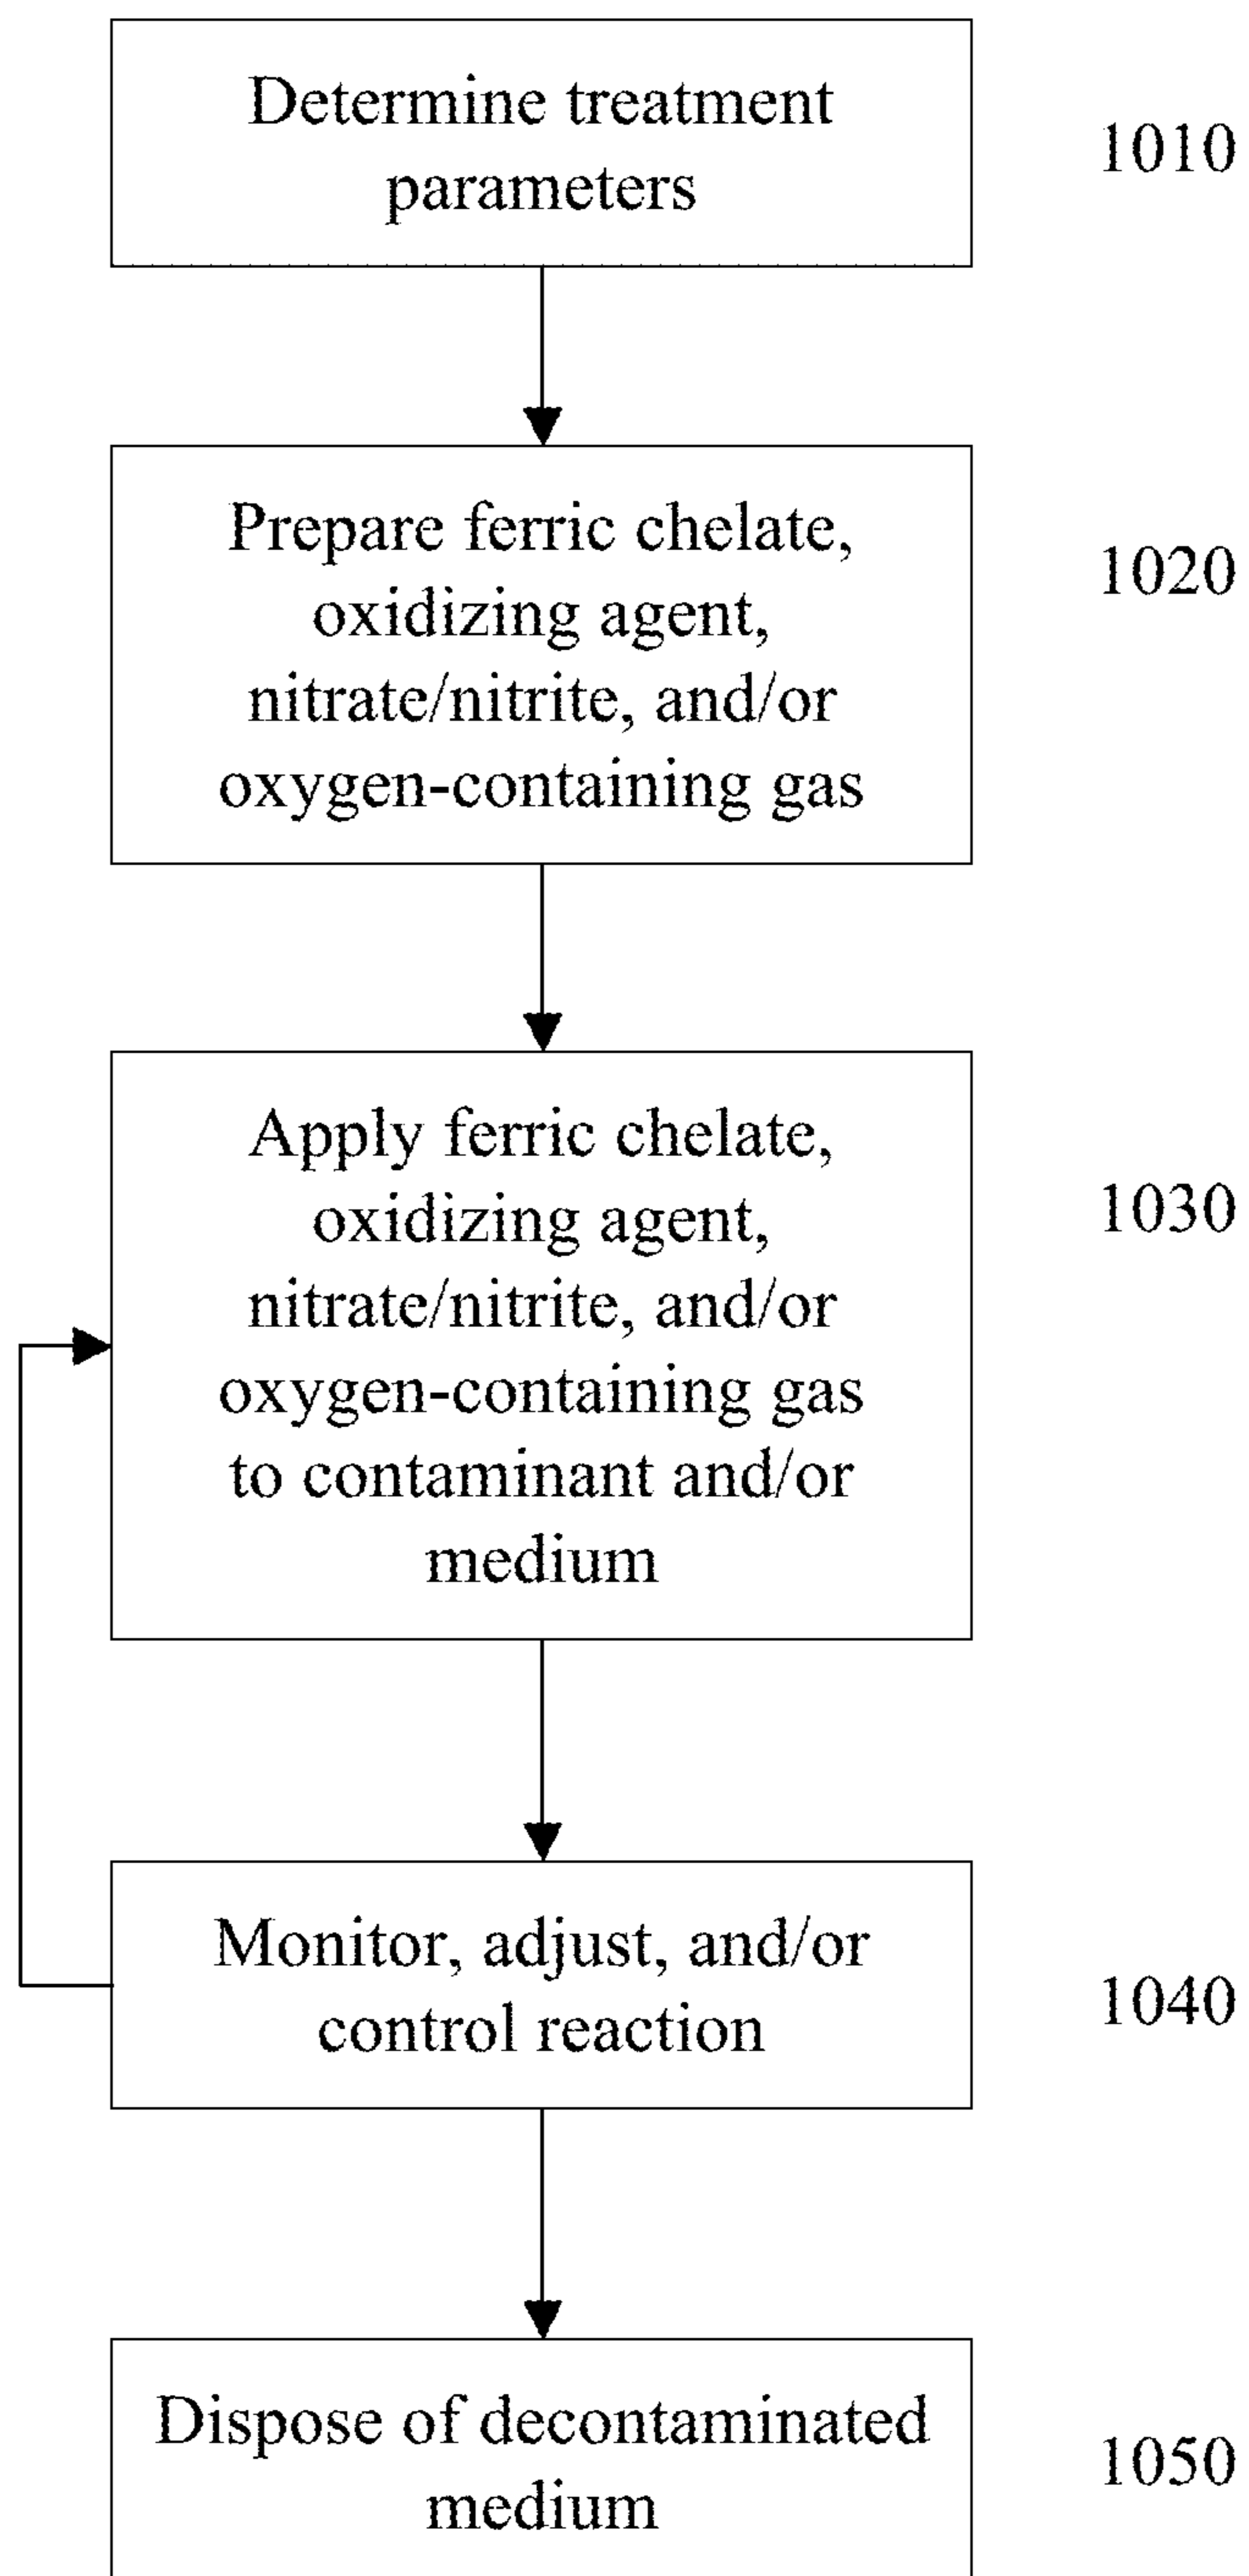 Determine treatment
parameters
1010
Prepare ferric chelate,
oxidizing agent,
nitrate/nitrite, and/or
oxygen-containing gas
1020
Apply ferric chelate,
oxidizing agent,
nitrate/nitrite, and/or
oxygen-containing gas
to contaminant and/or
medium
1030
Monitor, adjust, and/or
control reaction
1040
Dispose of decontaminated
medium
1050